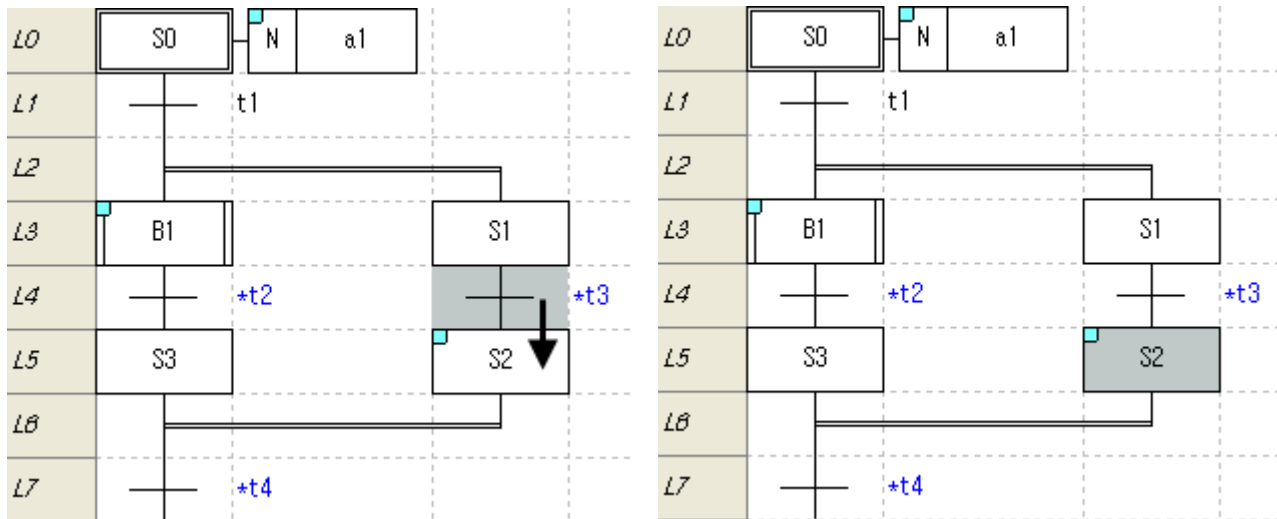 L0 S0 N a1
L1 t1
L2
L3 B1 S1
L4 *t2 *t3
L5 S3 S2
L6
L7 *t4
L0 S0 N a1
L1 t1
L2
L3 B1 S1
L4 *t2 *t3
L5 S3 S2
L6
L7 *t4